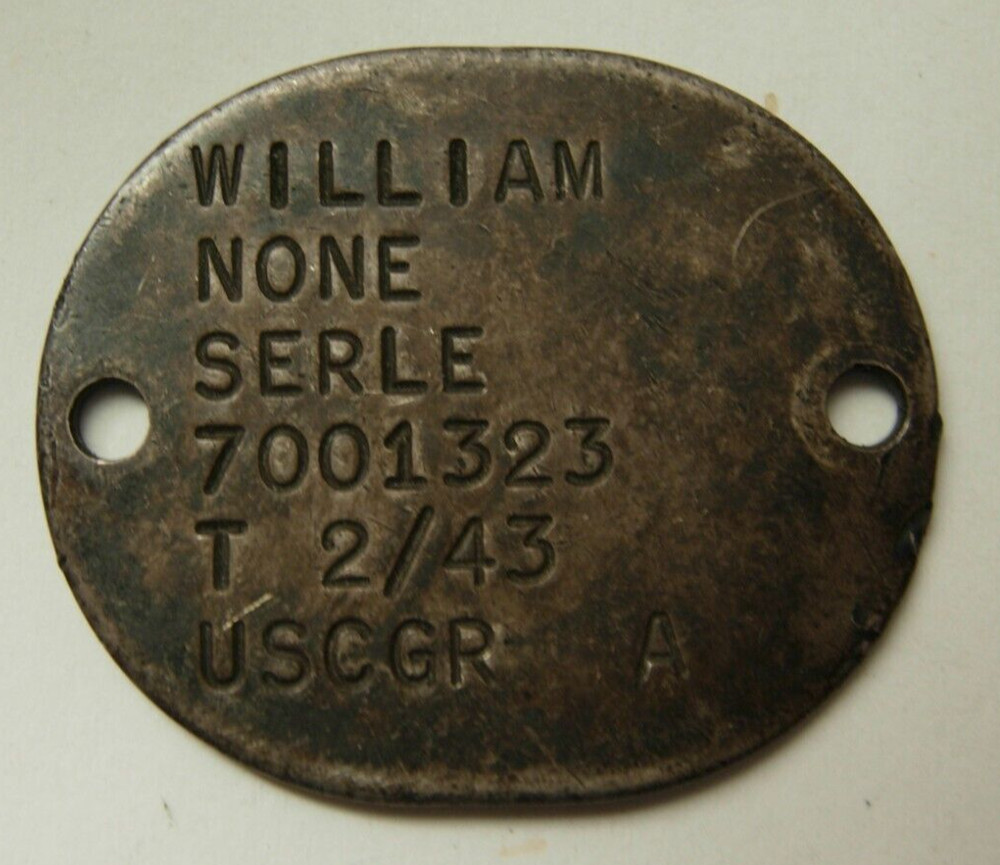 WILLIAM
NONE
SERLE
7001323
T 2/43
USCGR A